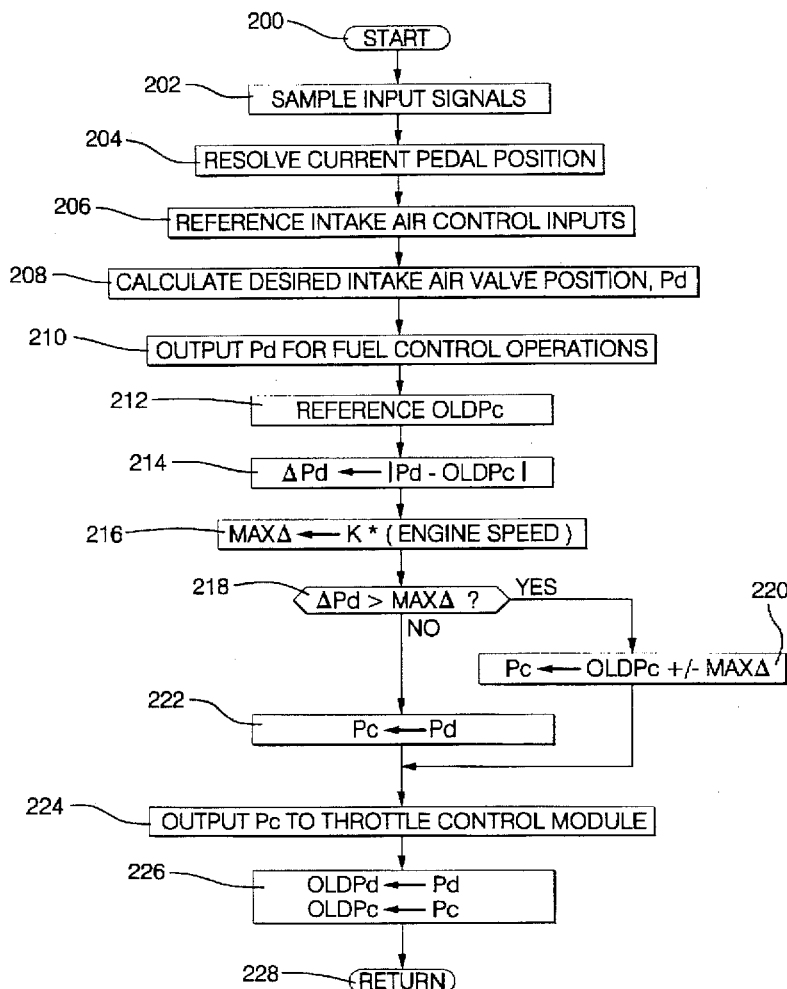 200
START
202
SAMPLE INPUT SIGNALS
204
RESOLVE CURRENT PEDAL POSITION
206
REFERENCE INTAKE AIR CONTROL INPUTS
208
CALCULATE DESIRED INTAKE AIR VALVE POSITION, Pd
210
OUTPUT Pd FOR FUEL CONTROL OPERATIONS
212
REFERENCE OLDPc
214
ΔPd ← |Pd - OLDPc|
216
MAXΔ ← K * ( ENGINE SPEED )
218
ΔPd > MAXΔ ?
YES
NO
220
Pc ← OLDPc +/- MAXΔ
222
Pc ← Pd
224
OUTPUT Pc TO THROTTLE CONTROL MODULE
226
OLDPd ← Pd
OLDPc ← Pc
228
RETURN